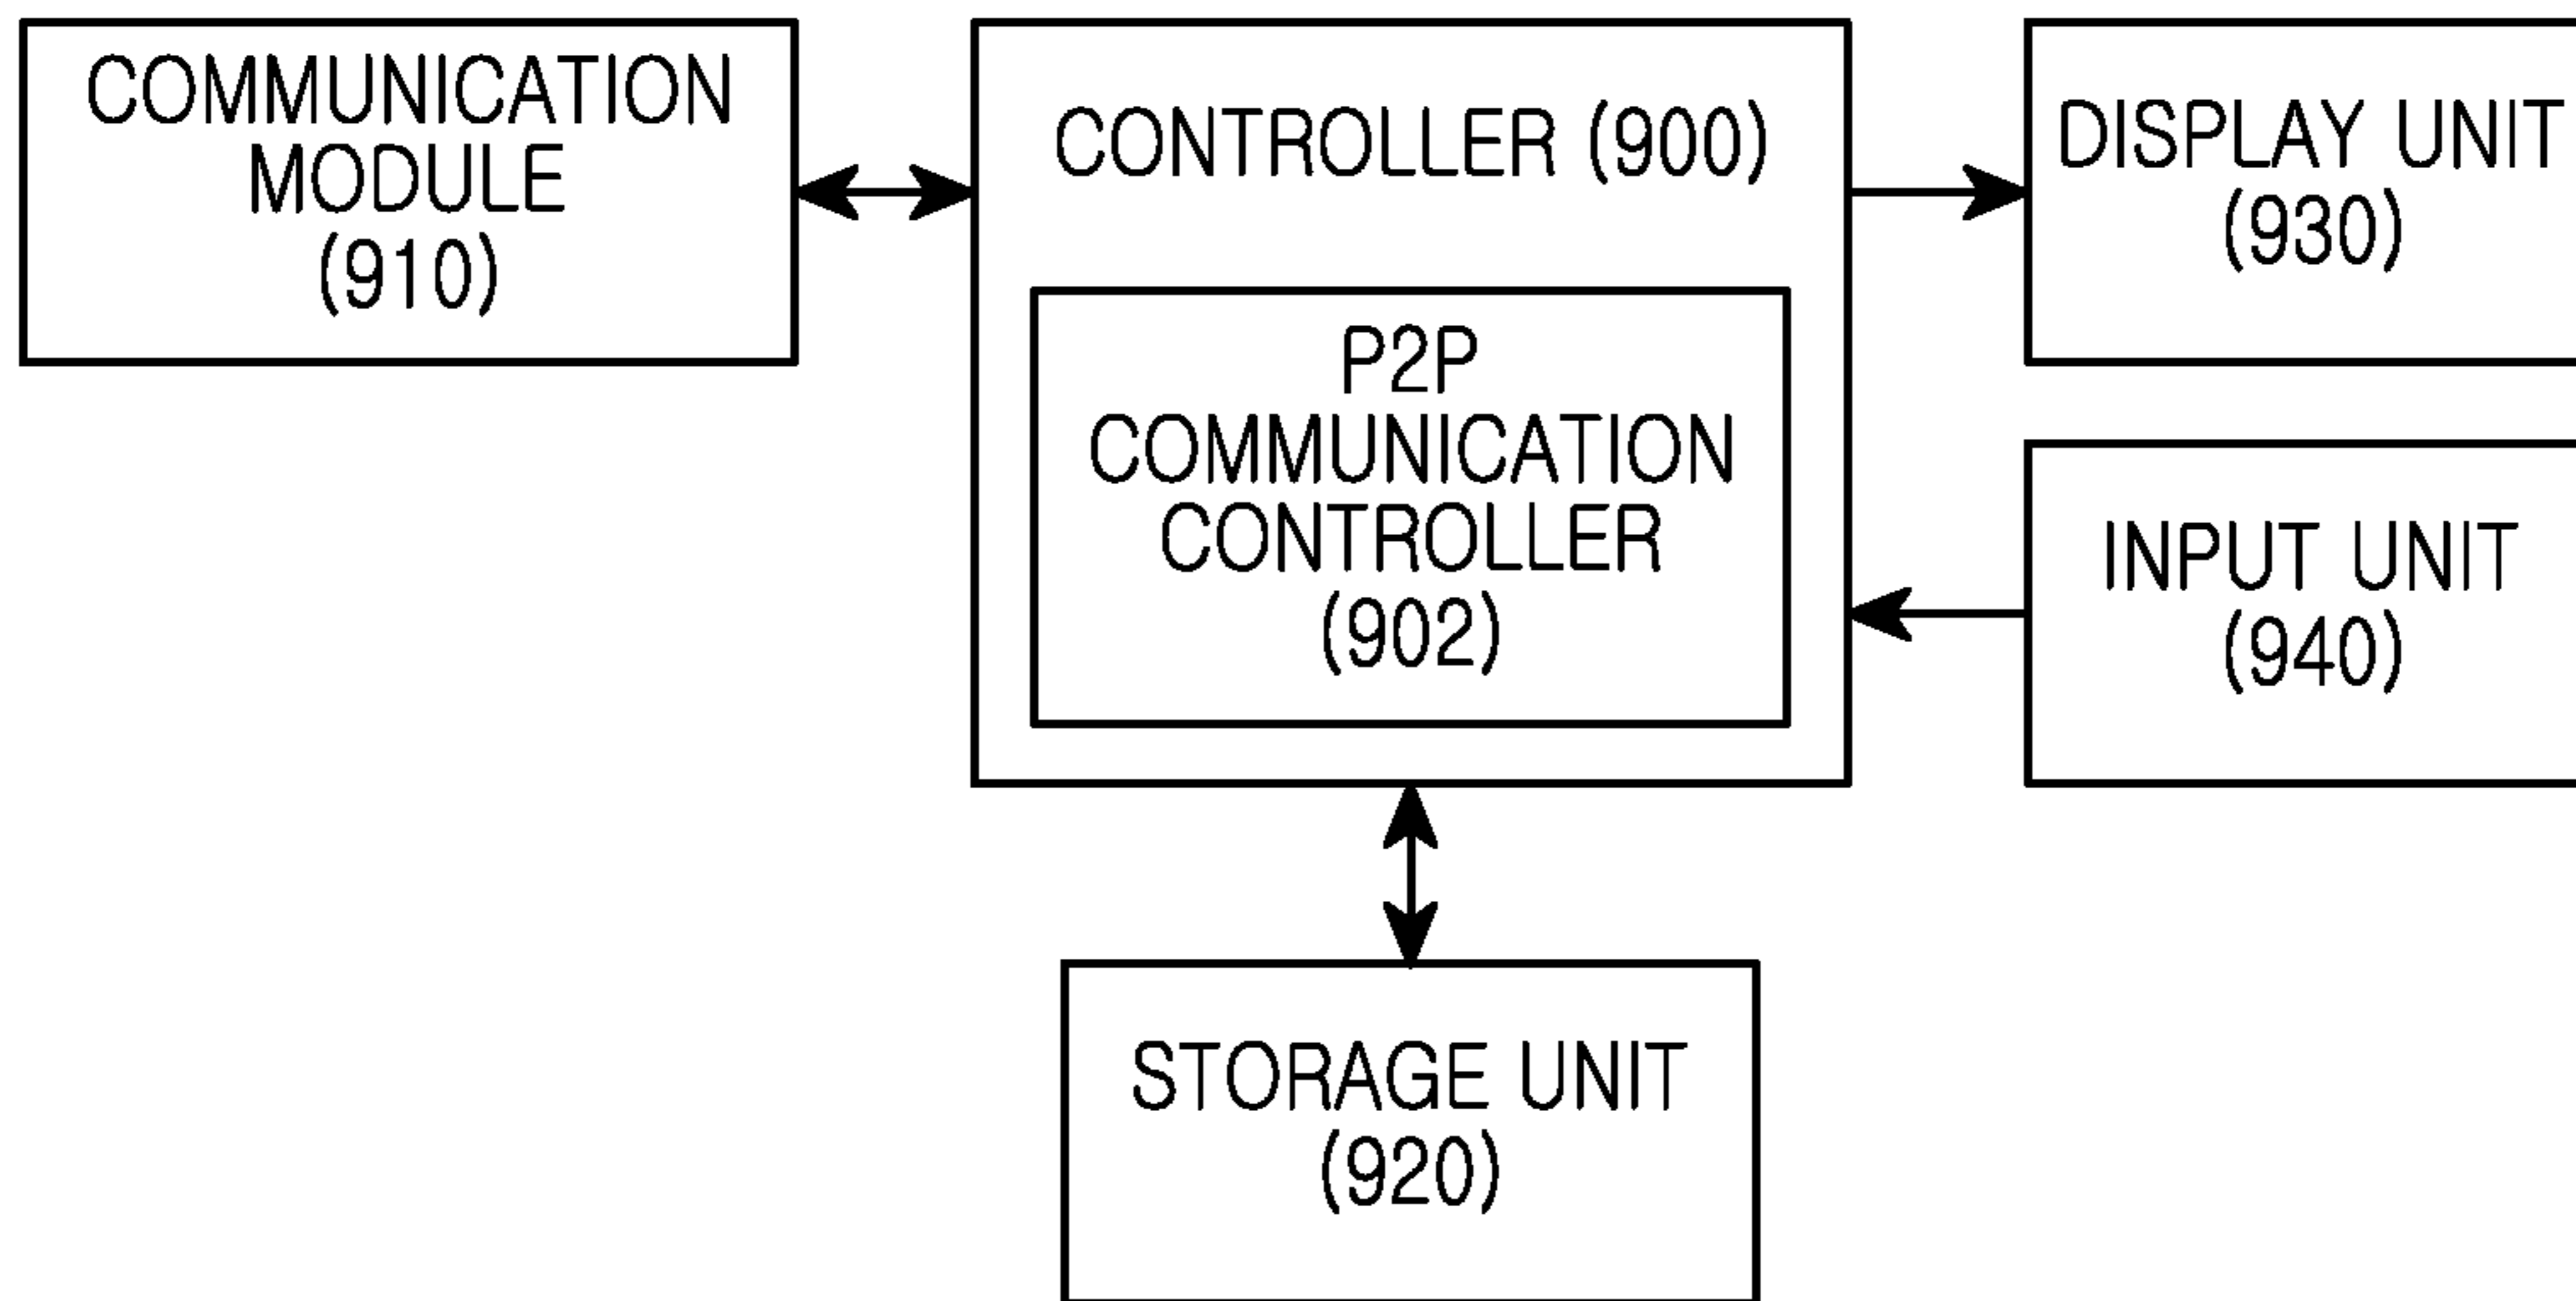 COMMUNICATION
MODULE
(910)
CONTROLLER (900)
P2P
COMMUNICATION
CONTROLLER
(902)
DISPLAY UNIT
(930)
INPUT UNIT
(940)
STORAGE UNIT
(920)